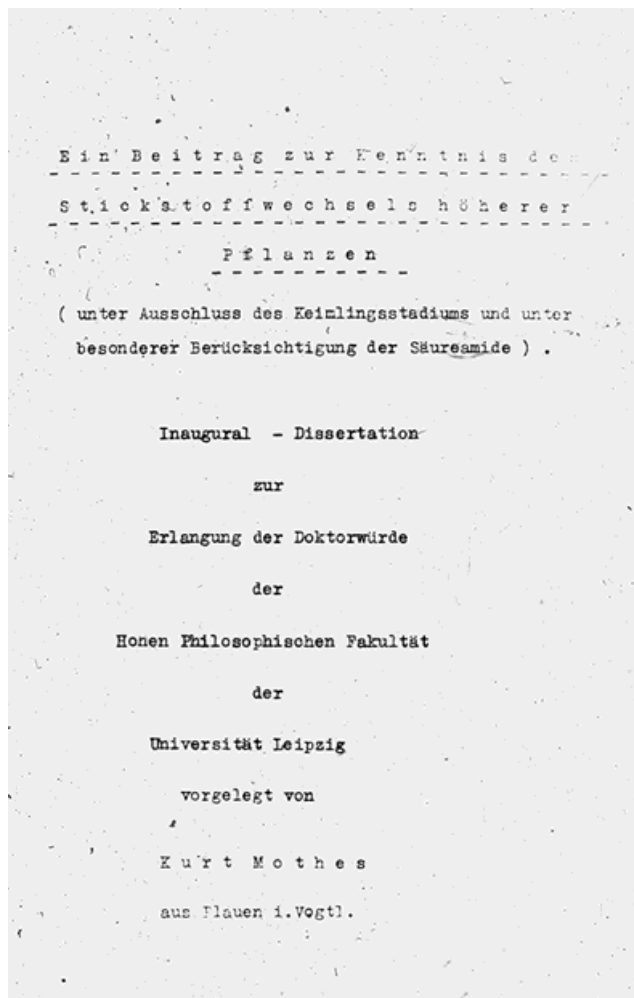 Ein Beitrag zur Kenntnis des
Stickstoffwechsels höherer
Pflanzen
( unter Ausschluss des Keimlingsstadiums und unter
besonderer Berücksichtigung der Säureamide ) .
Inaugural - Dissertation
zur
Erlangung der Doktorwürde
der
Honen Philosophischen Fakultät
der
Universität Leipzig
vorgelegt von
Kurt Mothes
aus Plauen i.Vogtl.